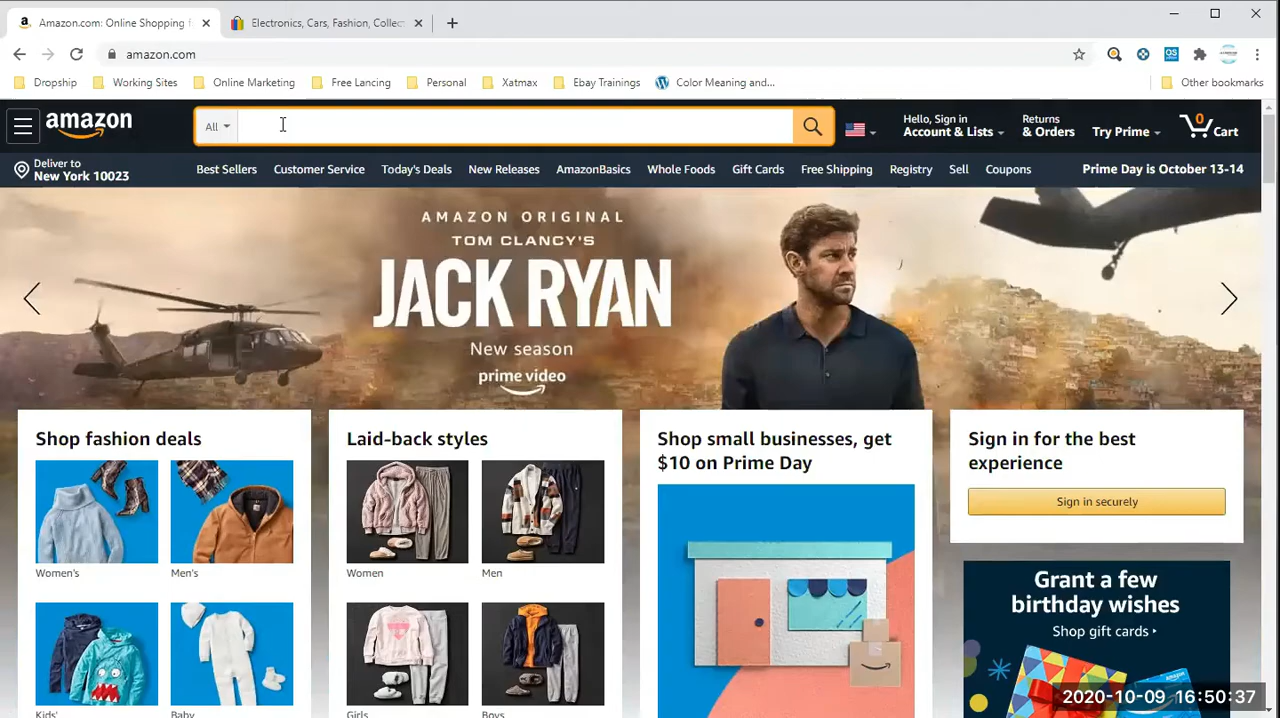 Amazon.com: Online Shopping f
Electronics, Cars, Fashion, Collec
amazon.com
Dropship
Working Sites
Online Marketing
Free Lancing
Personal
Xatmax
Ebay Trainings
Color Meaning and...
Other bookmarks
amazon
All
Hello, Sign in
Account & Lists
Returns
& Orders
Try Prime
0
Cart
Deliver to
New York 10023
Best Sellers
Customer Service
Today's Deals
New Releases
AmazonBasics
Whole Foods
Gift Cards
Free Shipping
Registry
Sell
Coupons
Prime Day is October 13-14
AMAZON ORIGINAL
TOM CLANCY'S
JACK RYAN
New season
prime video
Shop fashion deals
Women's
Men's
Kids'
Baby
Laid-back styles
Women
Men
Girls
Boys
Shop small businesses, get
$10 on Prime Day
Sign in for the best
experience
Sign in securely
Grant a few
birthday wishes
Shop gift cards
amazon
2020-10-09 16:50:37